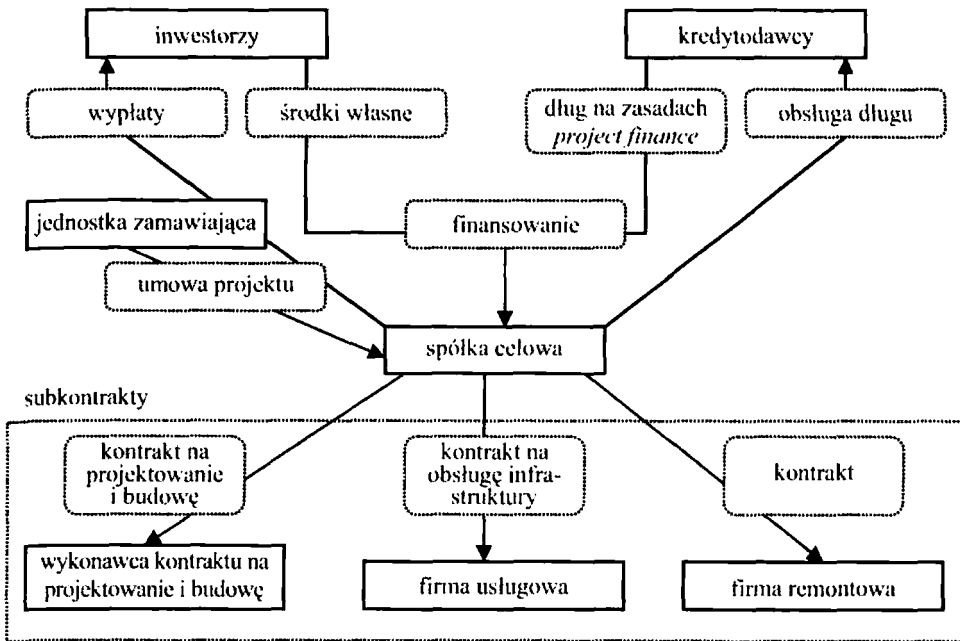 inwestorzy
kredytodawcy
wypłaty
środki własne
dług na zasadach
project finance
obsługa długu
jednostka zamawiająca
finansowanie
umowa projektu
spółka celowa
subkontrakty
kontrakt na
projektowanie
i budowę
kontrakt na
obsługę infra-
struktury
kontrakt
wykonawca kontraktu na
projektowanie i budowę
firma usługowa
firma remontowa